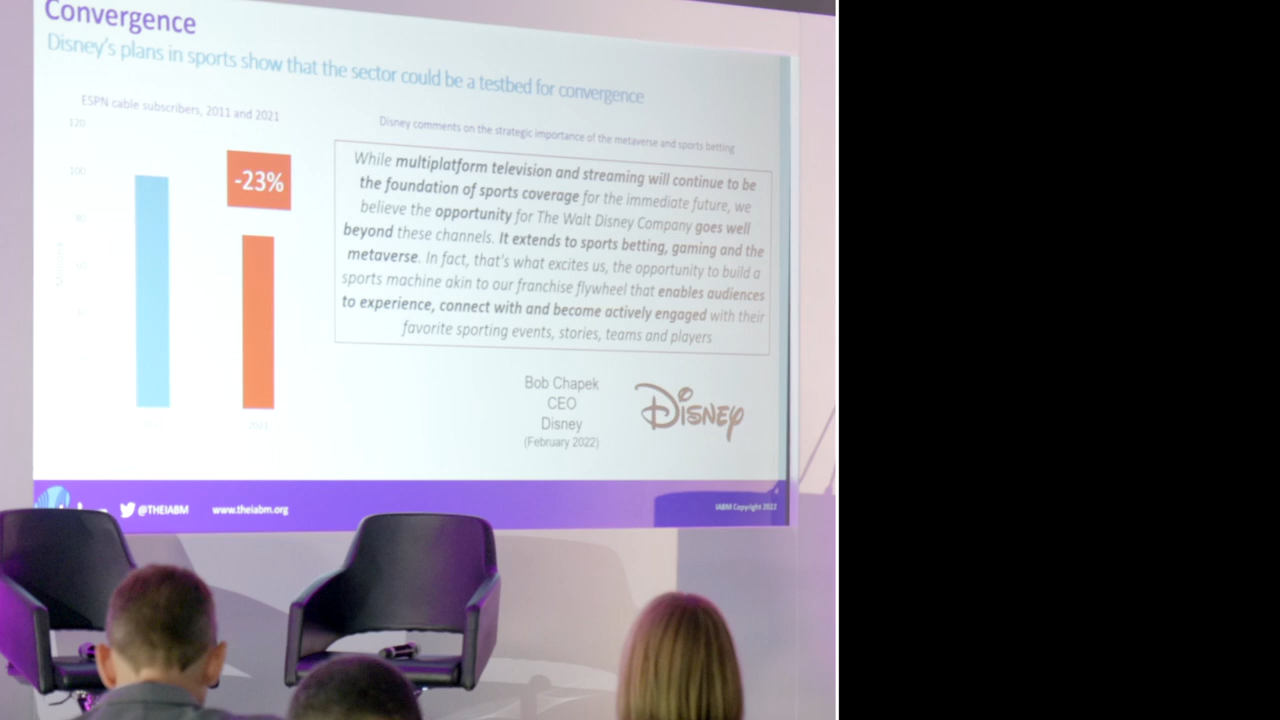 Convergence
Disney's plans in sports show that the sector could be a testbed for convergence
ESPN cable subscribers, 2011 and 2021
Disney comments on the strategic importance of the metaverse and sports betting
120
100
80
-23%
2021
While multiplatform television and streaming will continue to be
the foundation of sports coverage for the immediate future, we
believe the opportunity for The Walt Disney Company goes well
beyond these channels. It extends to sports betting, gaming and the
metaverse. In fact, that's what excites us, the opportunity to build a
sports machine akin to our franchise flywheel that enables audiences
to experience, connect with and become actively engaged with their
favorite sporting events, stories, teams and players
Bob Chapek
CEO
Disney
(February 2022)
DISNEY
@THEIABM
www.theiabm.org
IABM Copyright 2022